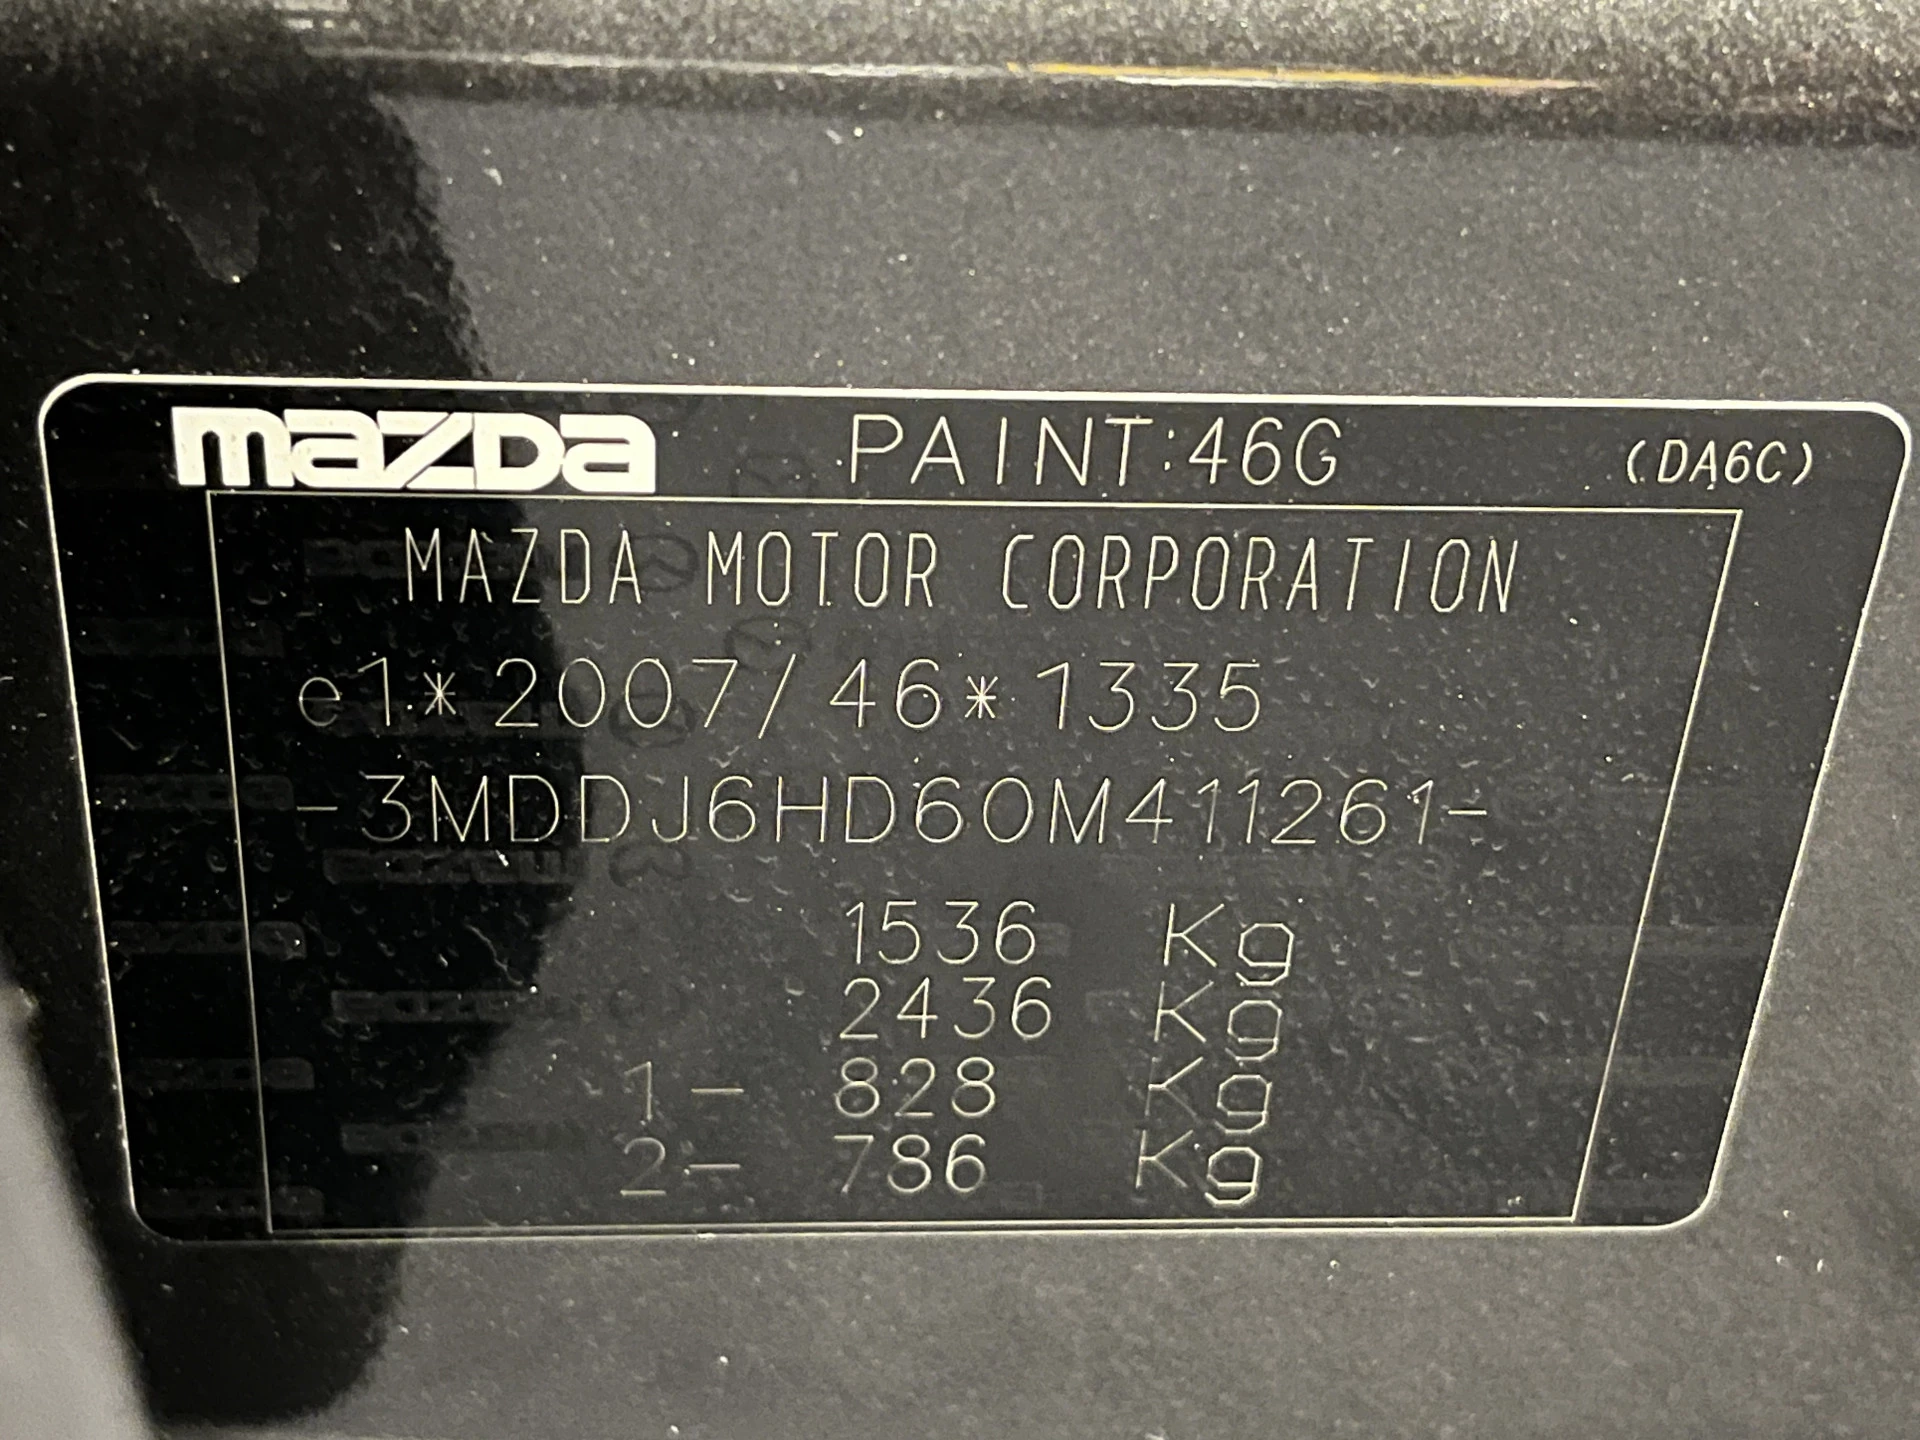 mazda PAINT:46G (DA6C)
MAZDA MOTOR CORPORATION
e1*2007/46*1335
-3MDDJ6HD60M411261-
1536 Kg
2436 Kg
1- 828 Kg
2- 786 Kg